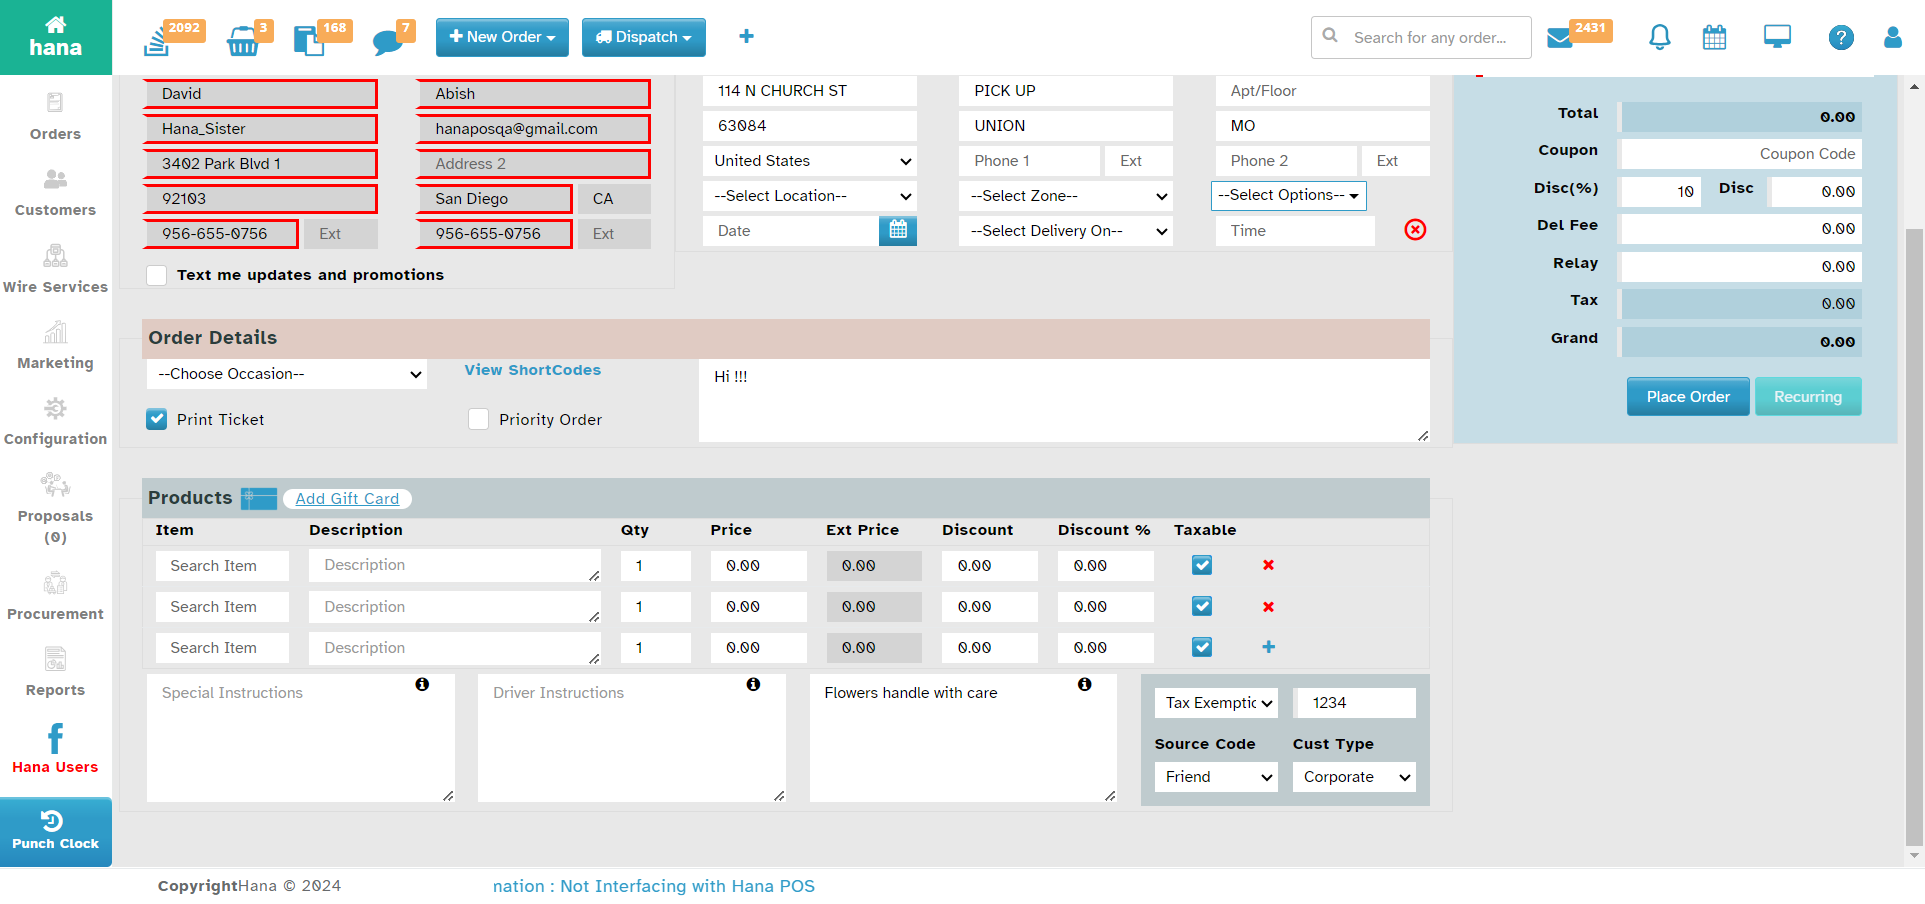 hana
2092
3
168
7
New Order
Dispatch
Search for any order...
2431
Orders
Customers
Wire Services
Marketing
Configuration
Proposals
(0)
Procurement
Reports
Hana Users
Punch Clock
David
Abish
Hana_Sister
hanaposqa@gmail.com
3402 Park Blvd 1
Address 2
92103
San Diego
CA
956-655-0756
Ext
956-655-0756
Ext
Text me updates and promotions
114 N CHURCH ST
PICK UP
Apt/Floor
63084
UNION
MO
United States
Phone 1
Ext
Phone 2
Ext
--Select Location--
--Select Zone--
--Select Options--
Date
--Select Delivery On--
Time
Total
0.00
Coupon
Coupon Code
Disc(%)
10
Disc
0.00
Del Fee
0.00
Relay
0.00
Tax
0.00
Grand
0.00
Place Order
Recurring
Order Details
--Choose Occasion--
View ShortCodes
Hi !!!
Print Ticket
Priority Order
Products
Add Gift Card
Item Description Qty Price Ext Price Discount Discount % Taxable
Search Item Description 1 0.00 0.00 0.00 0.00
Search Item Description 1 0.00 0.00 0.00 0.00
Search Item Description 1 0.00 0.00 0.00 0.00
Special Instructions
Driver Instructions
Flowers handle with care
Tax Exemptic
1234
Source Code
Cust Type
Friend
Corporate
CopyrightHana © 2024
nation : Not Interfacing with Hana POS